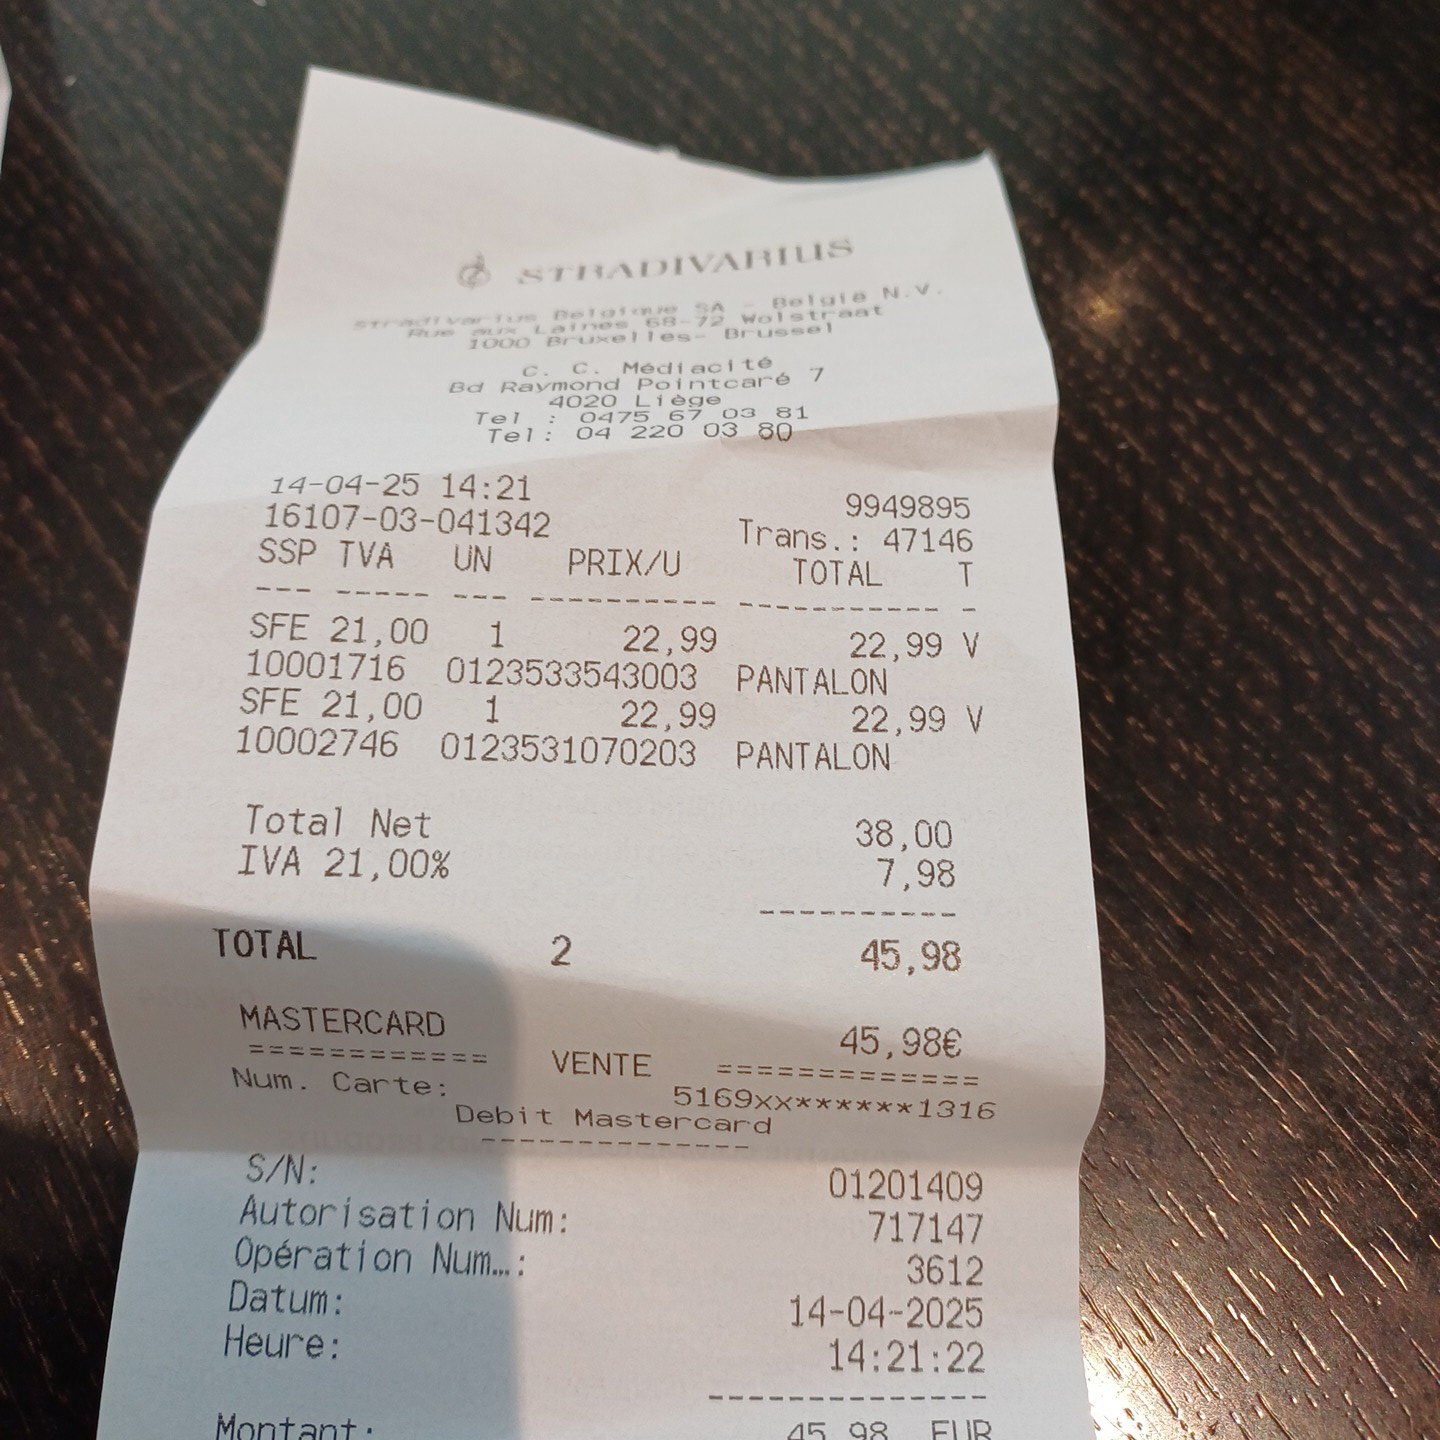 STRADIVARIUS
Stradivarius Belgique SA - België N.V.
Rue aux Laines 68-72 Wolstraat
1000 Bruxelles- Brussel
C. C. Médiacité
Bd Raymond Pointcaré 7
4020 Liège
Tel : 0475 67 03 81
Tel: 04 220 03 80
14-04-25 14:21 9949895
16107-03-041342 Trans.: 47146
SSP TVA UN PRIX/U TOTAL T
--- ----- --- ---------- ----------- -
SFE 21,00 1 22,99 22,99 V
10001716 0123533543003 PANTALON
SFE 21,00 1 22,99 22,99 V
10002746 0123531070203 PANTALON
Total Net 38,00
IVA 21,00% 7,98
----------
TOTAL 2 45,98
MASTERCARD 45,98€
============ VENTE =============
Num. Carte: 5169xx******1316
Debit Mastercard
--------------
S/N: 01201409
Autorisation Num: 717147
Opération Num…: 3612
Datum: 14-04-2025
Heure: 14:21:22
--------------
Montant: 45,98 EUR